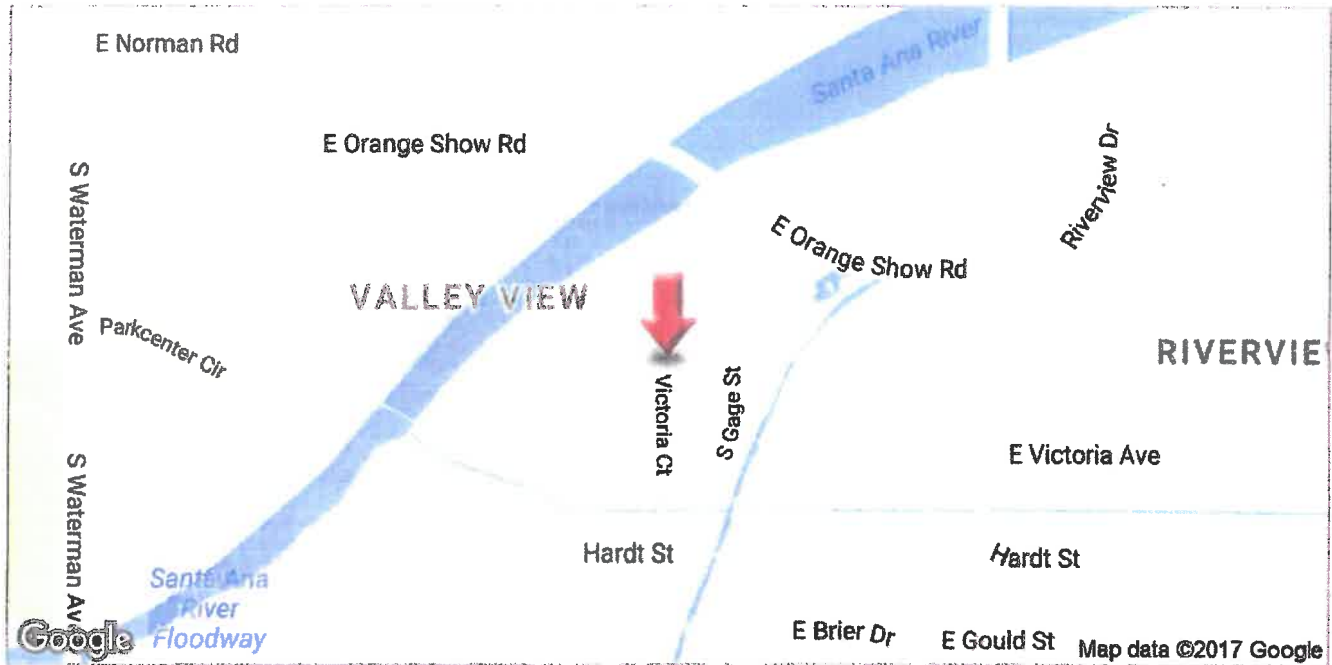 E Norman Rd
Santa Ana River
E Orange Show Rd
Riverview Dr
S Waterman Ave
E Orange Show Rd
VALLEY VIEW
Parkcenter Cir
RIVERVIE
Victoria Ct
S Gage St
E Victoria Ave
S Waterman Ave
Hardt St
Hardt St
Santa Ana
River
Floodway
Google
E Brier Dr
E Gould St
Map data ©2017 Google